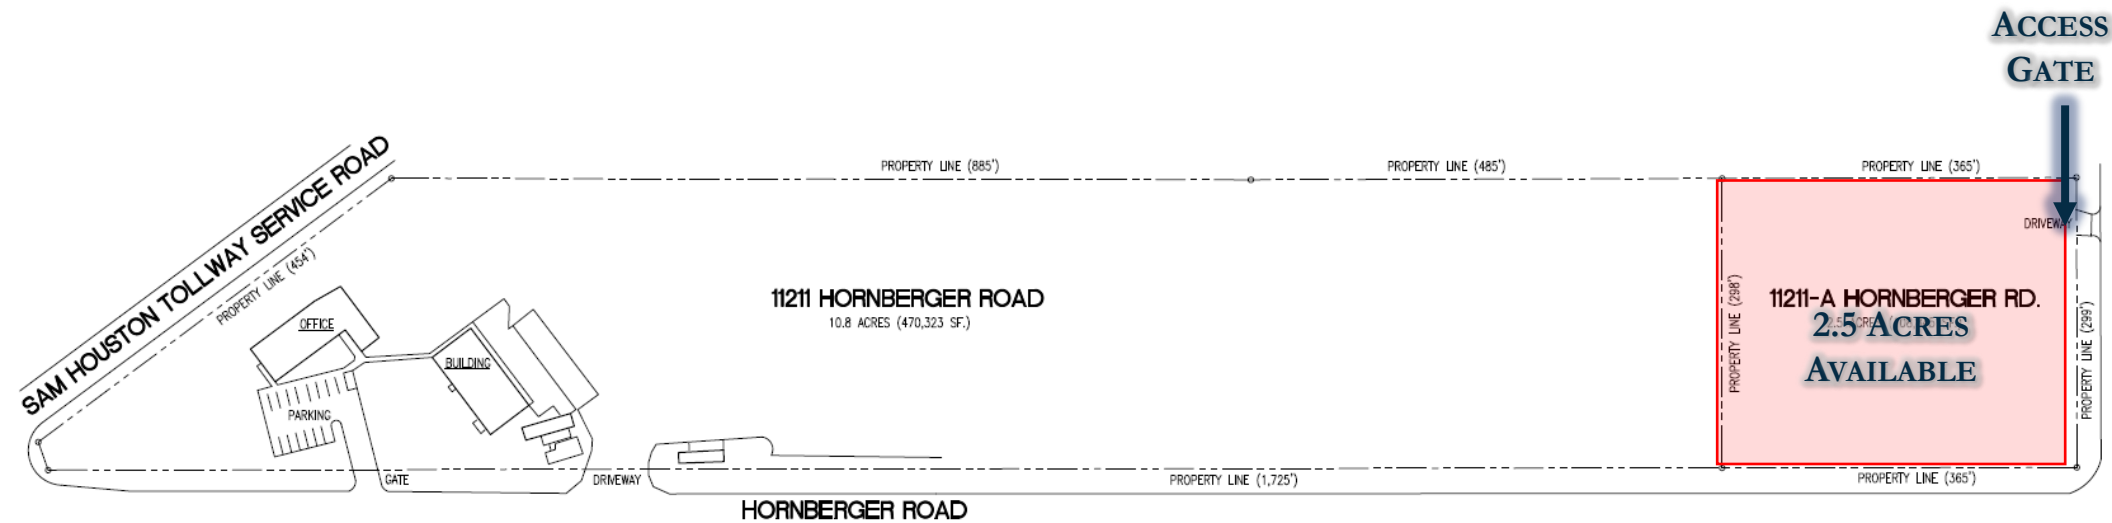 ACCESS
GATE
SAM HOUSTON TOLLWAY SERVICE ROAD
PROPERTY LINE (454')
PROPERTY LINE (885')
PROPERTY LINE (485')
PROPERTY LINE (365')
DRIVEWAY
OFFICE
BUILDING
PARKING
11211 HORNBERGER ROAD
10.8 ACRES (470,323 SF.)
PROPERTY LINE (298')
11211-A HORNBERGER RD.
2.5 ACRES
AVAILABLE
PROPERTY LINE (299')
GATE
DRIVEWAY
PROPERTY LINE (1,725')
PROPERTY LINE (365')
HORNBERGER ROAD